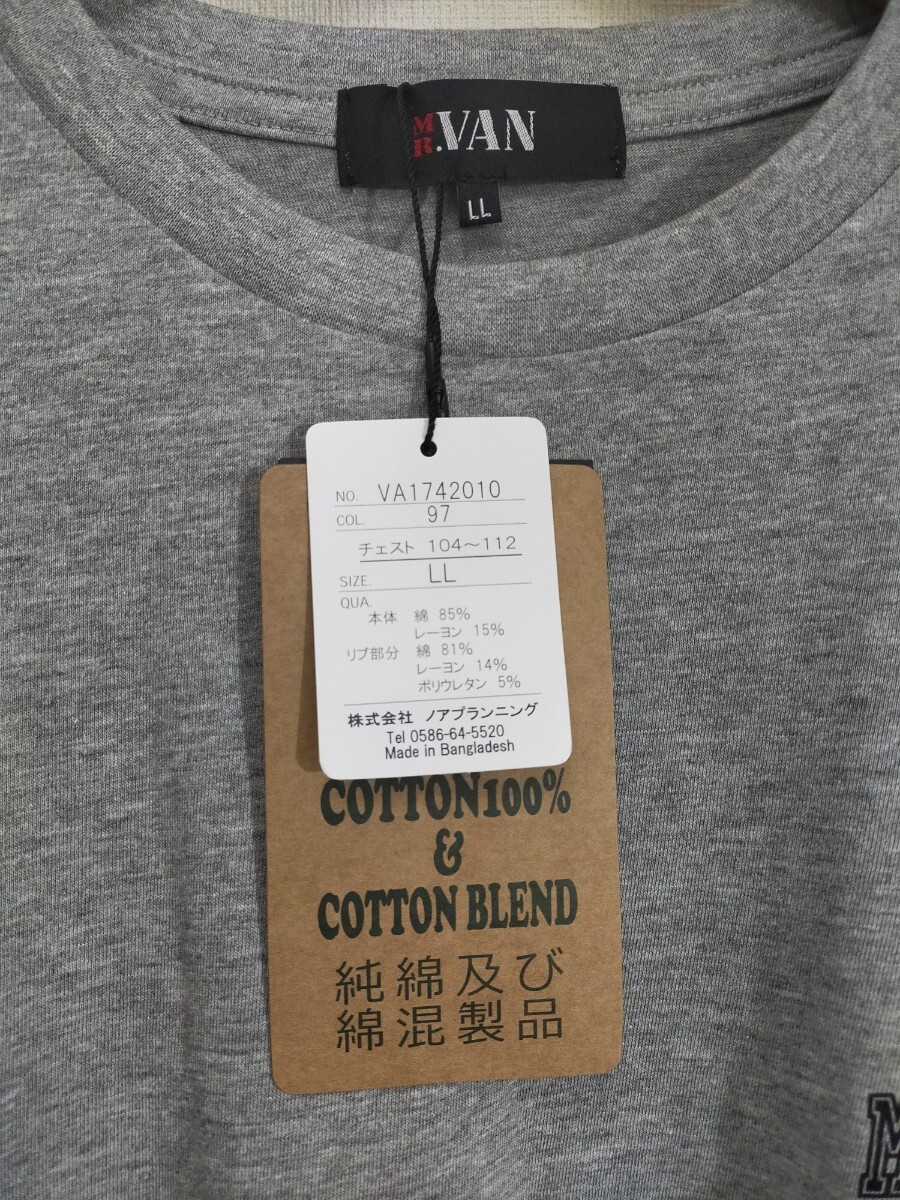 MR.VAN
LL
NO. VA1742010
COL. 97
チェスト 104～112
SIZE. LL
QUA.
本体 綿 85%
レーヨン 15%
リブ部分 綿 81%
レーヨン 14%
ポリウレタン 5%
株式会社 ノアプランニング
Tel 0586-64-5520
Made in Bangladesh
COTTON100%
&
COTTON BLEND
純綿及び
綿混製品
M